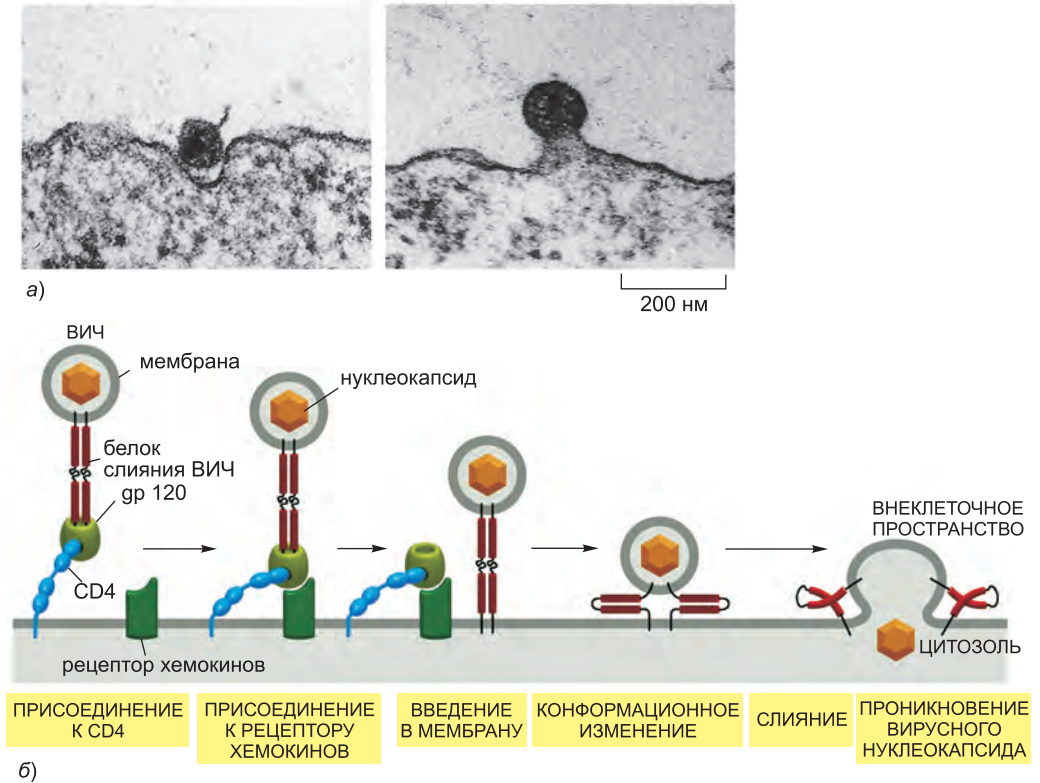 а)
200 нм
ВИЧ
мембрана
нуклеокапсид
белок
слияния ВИЧ
gp 120
CD4
рецептор хемокинов
ВНЕКЛЕТОЧНОЕ
ПРОСТРАНСТВО
ЦИТОЗОЛЬ
ПРИСОЕДИНЕНИЕ
К CD4
ПРИСОЕДИНЕНИЕ
К РЕЦЕПТОРУ
ХЕМОКИНОВ
ВВЕДЕНИЕ
В МЕМБРАНУ
КОНФОРМАЦИОННОЕ
ИЗМЕНЕНИЕ
СЛИЯНИЕ
ПРОНИКНОВЕНИЕ
ВИРУСНОГО
НУКЛЕОКАПСИДА
б)